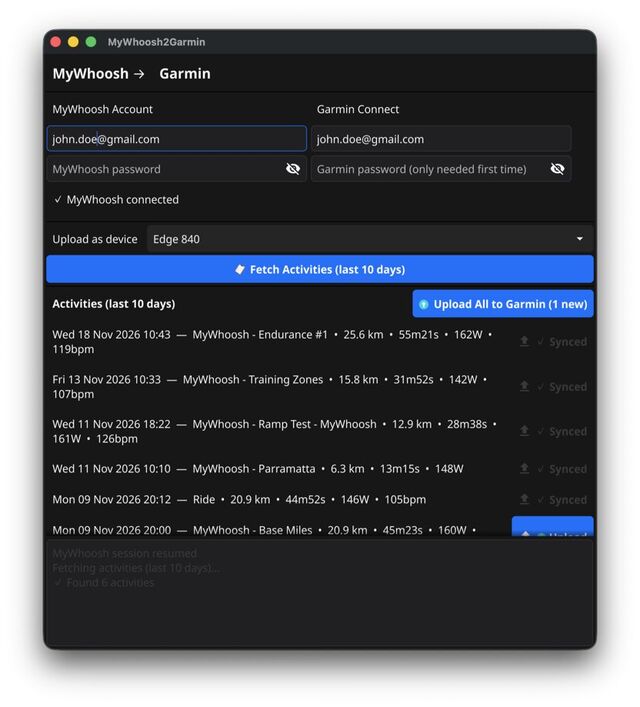 MyWhoosh2Garmin
MyWhoosh → Garmin
MyWhoosh Account
Garmin Connect
john.doe@gmail.com
john.doe@gmail.com
MyWhoosh password
Garmin password (only needed first time)
✓ MyWhoosh connected
Upload as device
Edge 840
Fetch Activities (last 10 days)
Activities (last 10 days)
Upload All to Garmin (1 new)
Wed 18 Nov 2026 10:43 — MyWhoosh - Endurance #1 • 25.6 km • 55m21s • 162W •
119bpm
✓ Synced
Fri 13 Nov 2026 10:33 — MyWhoosh - Training Zones • 15.8 km • 31m52s • 142W •
107bpm
✓ Synced
Wed 11 Nov 2026 18:22 — MyWhoosh - Ramp Test - MyWhoosh • 12.9 km • 28m38s •
161W • 126bpm
✓ Synced
Wed 11 Nov 2026 10:10 — MyWhoosh - Parramatta • 6.3 km • 13m15s • 148W
✓ Synced
Mon 09 Nov 2026 20:12 — Ride • 20.9 km • 44m52s • 146W • 105bpm
✓ Synced
Mon 09 Nov 2026 20:00 — MyWhoosh - Base Miles • 20.9 km • 45m23s • 160W •
Upload
MyWhoosh session resumed
Fetching activities (last 10 days)...
✓ Found 6 activities